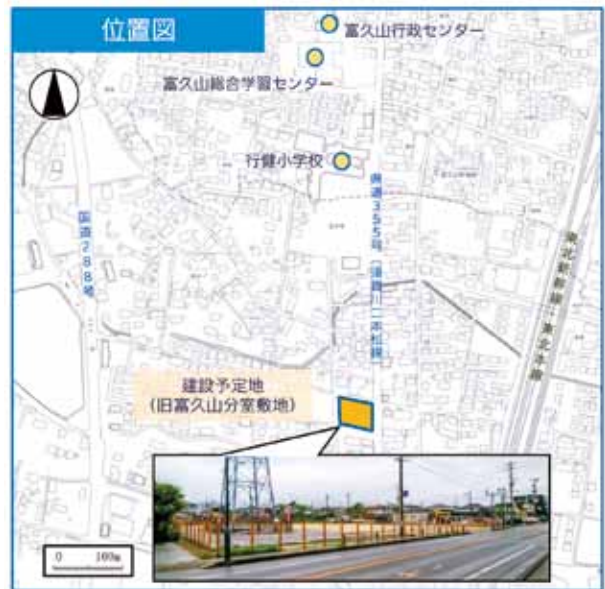 位置図
富久山行政センター
富久山総合学習センター
行健小学校
国道288号
県道355号(須賀川二本松線)
東北新幹線・東北本線
建設予定地
(旧富久山分室敷地)
0 160m